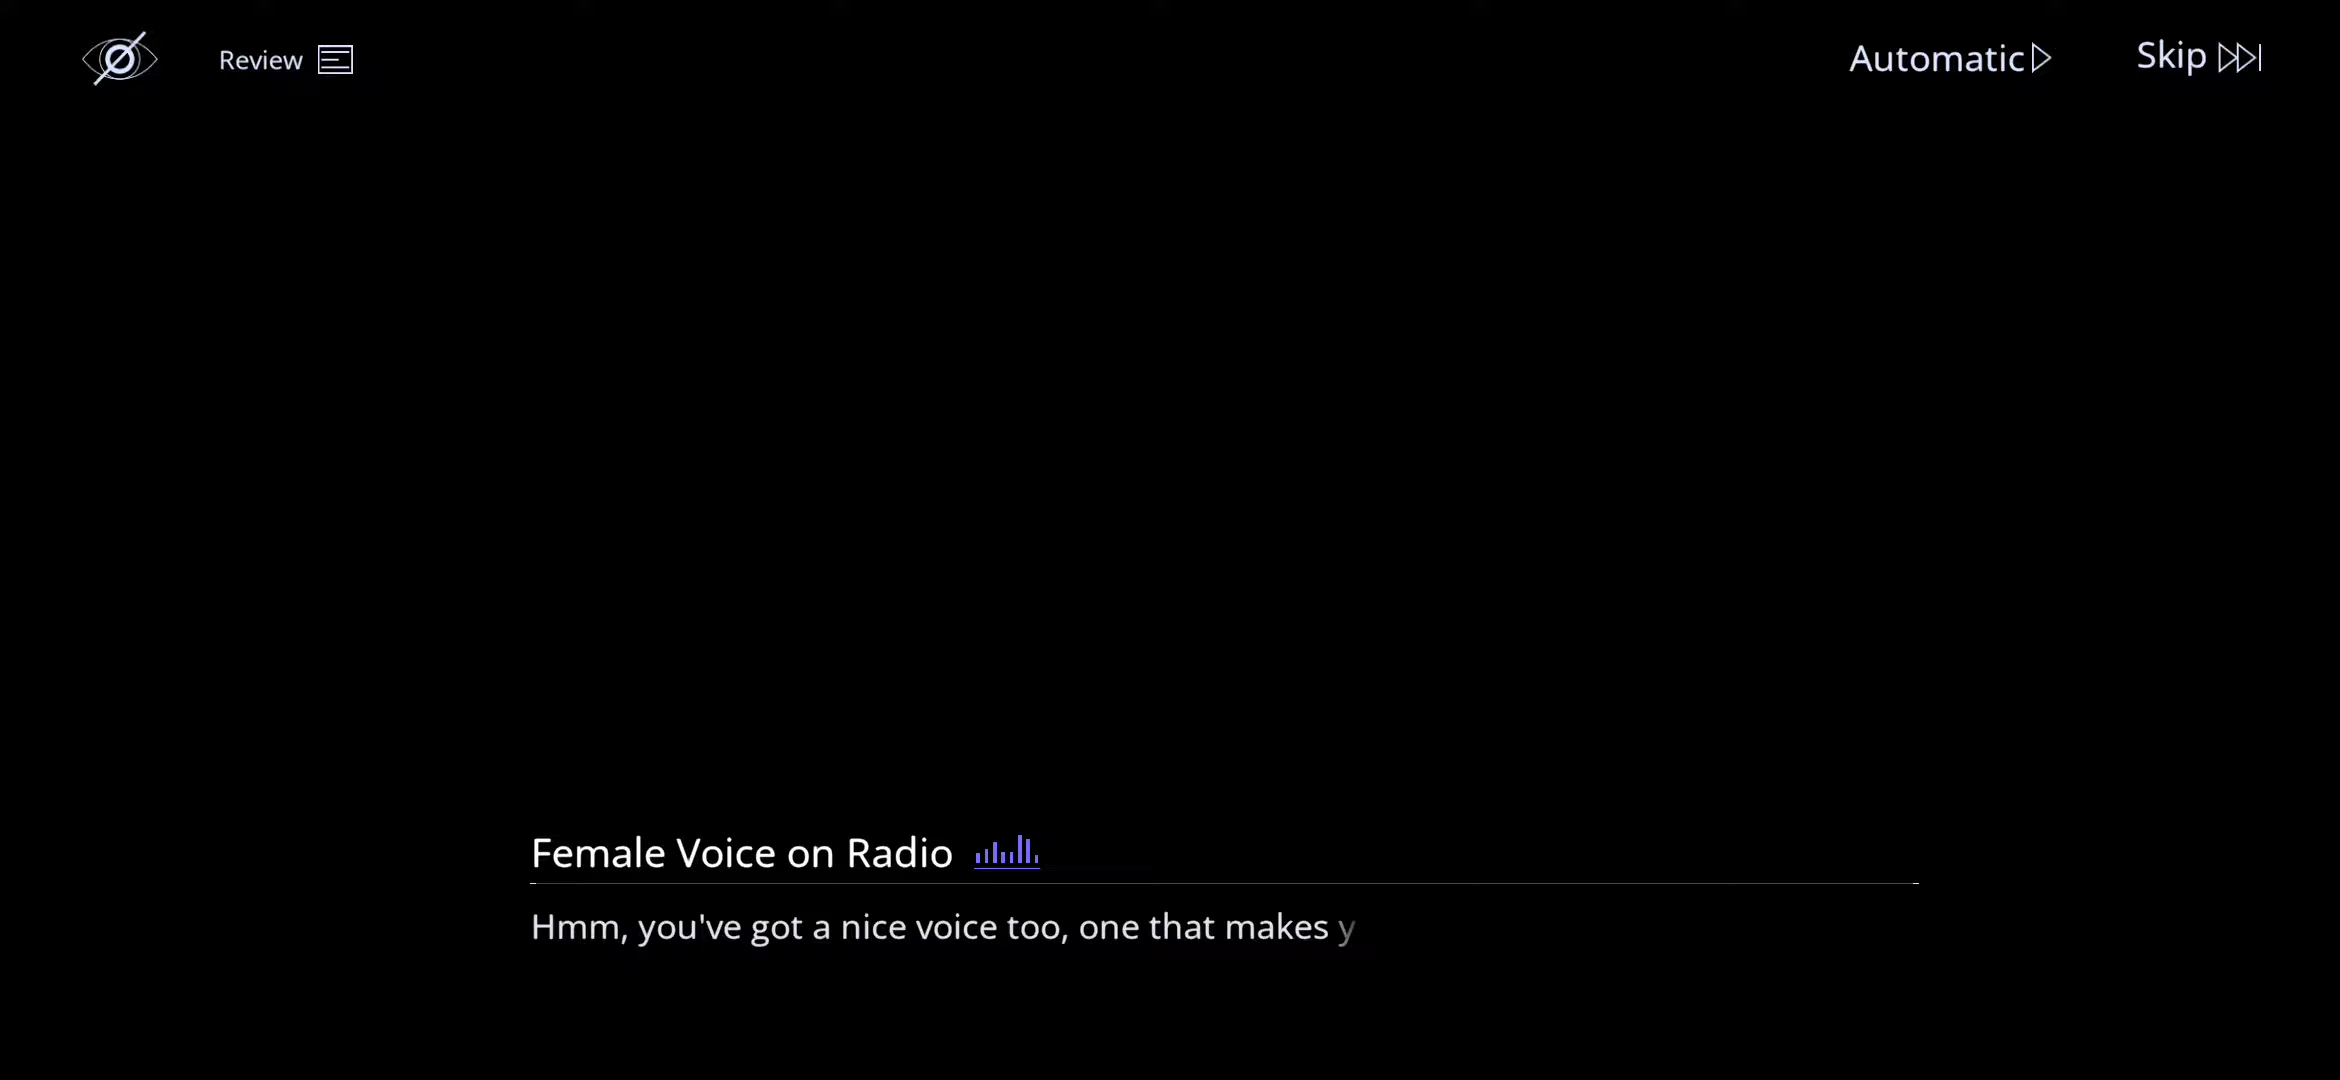 Review
Automatic
Skip
Female Voice on Radio
Hmm, you've got a nice voice too, one that makes y